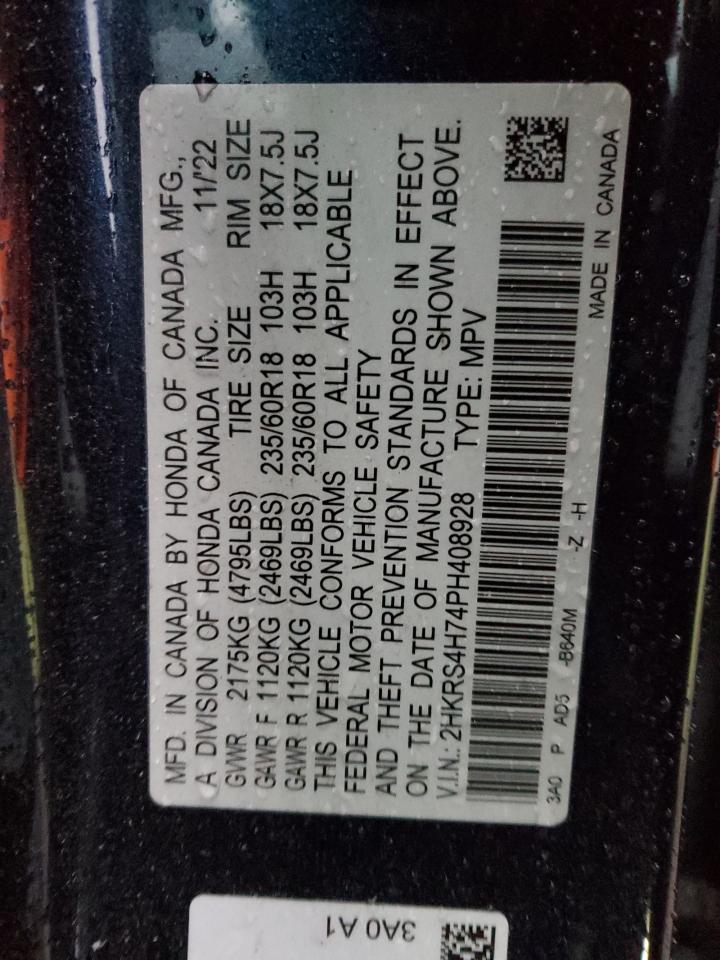 MFD. IN CANADA BY HONDA OF CANADA MFG.,
A DIVISION OF HONDA CANADA INC. 11/'22
GVWR 2175KG (4795LBS) TIRE SIZE RIM SIZE
GAWR F 1120KG (2469LBS) 235/60R18 103H 18X7.5J
GAWR R 1120KG (2469LBS) 235/60R18 103H 18X7.5J
THIS VEHICLE CONFORMS TO ALL APPLICABLE
FEDERAL MOTOR VEHICLE SAFETY
AND THEFT PREVENTION STANDARDS IN EFFECT
ON THE DATE OF MANUFACTURE SHOWN ABOVE.
V.I.N.: 2HKRS4H74PH408928 TYPE: MPV
3A0 P AD5 -B640M -Z -H
MADE IN CANADA
3A0 A1